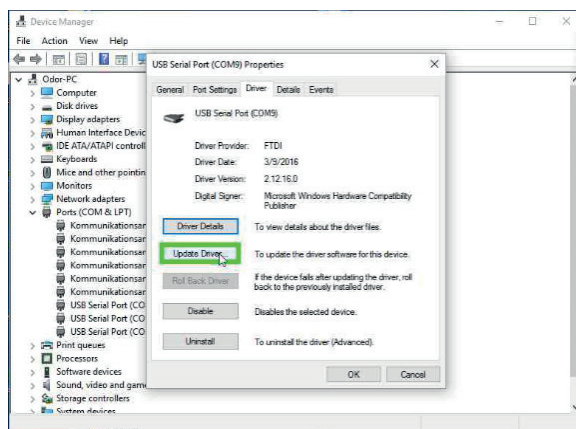 Device Manager
File Action View Help
Odor-PC
Computer
Disk drives
Display adapters
Human Interface Devic
IDE ATA/ATAPI controll
Keyboards
Mice and other pointin
Monitors
Network adapters
Ports (COM & LPT)
Kommunikationsar
Kommunikationsar
Kommunikationsar
Kommunikationsar
Kommunikationsar
Kommunikationsar
USB Serial Port (CO
USB Serial Port (CO
USB Serial Port (CO
Print queues
Processors
Software devices
Sound, video and game
Storage controllers
System devices
USB Serial Port (COM9) Properties
General Port Settings Driver Details Events
USB Serial Port (COM9)
Driver Provider: FTDI
Driver Date: 3/9/2016
Driver Version: 2.12.16.0
Digital Signer: Microsoft Windows Hardware Compatibility
Publisher
Driver Details To view details about the driver files.
Update Driver... To update the driver software for this device.
Roll Back Driver If the device fails after updating the driver, roll
back to the previously installed driver.
Disable Disables the selected device.
Uninstall To uninstall the driver (Advanced).
OK Cancel